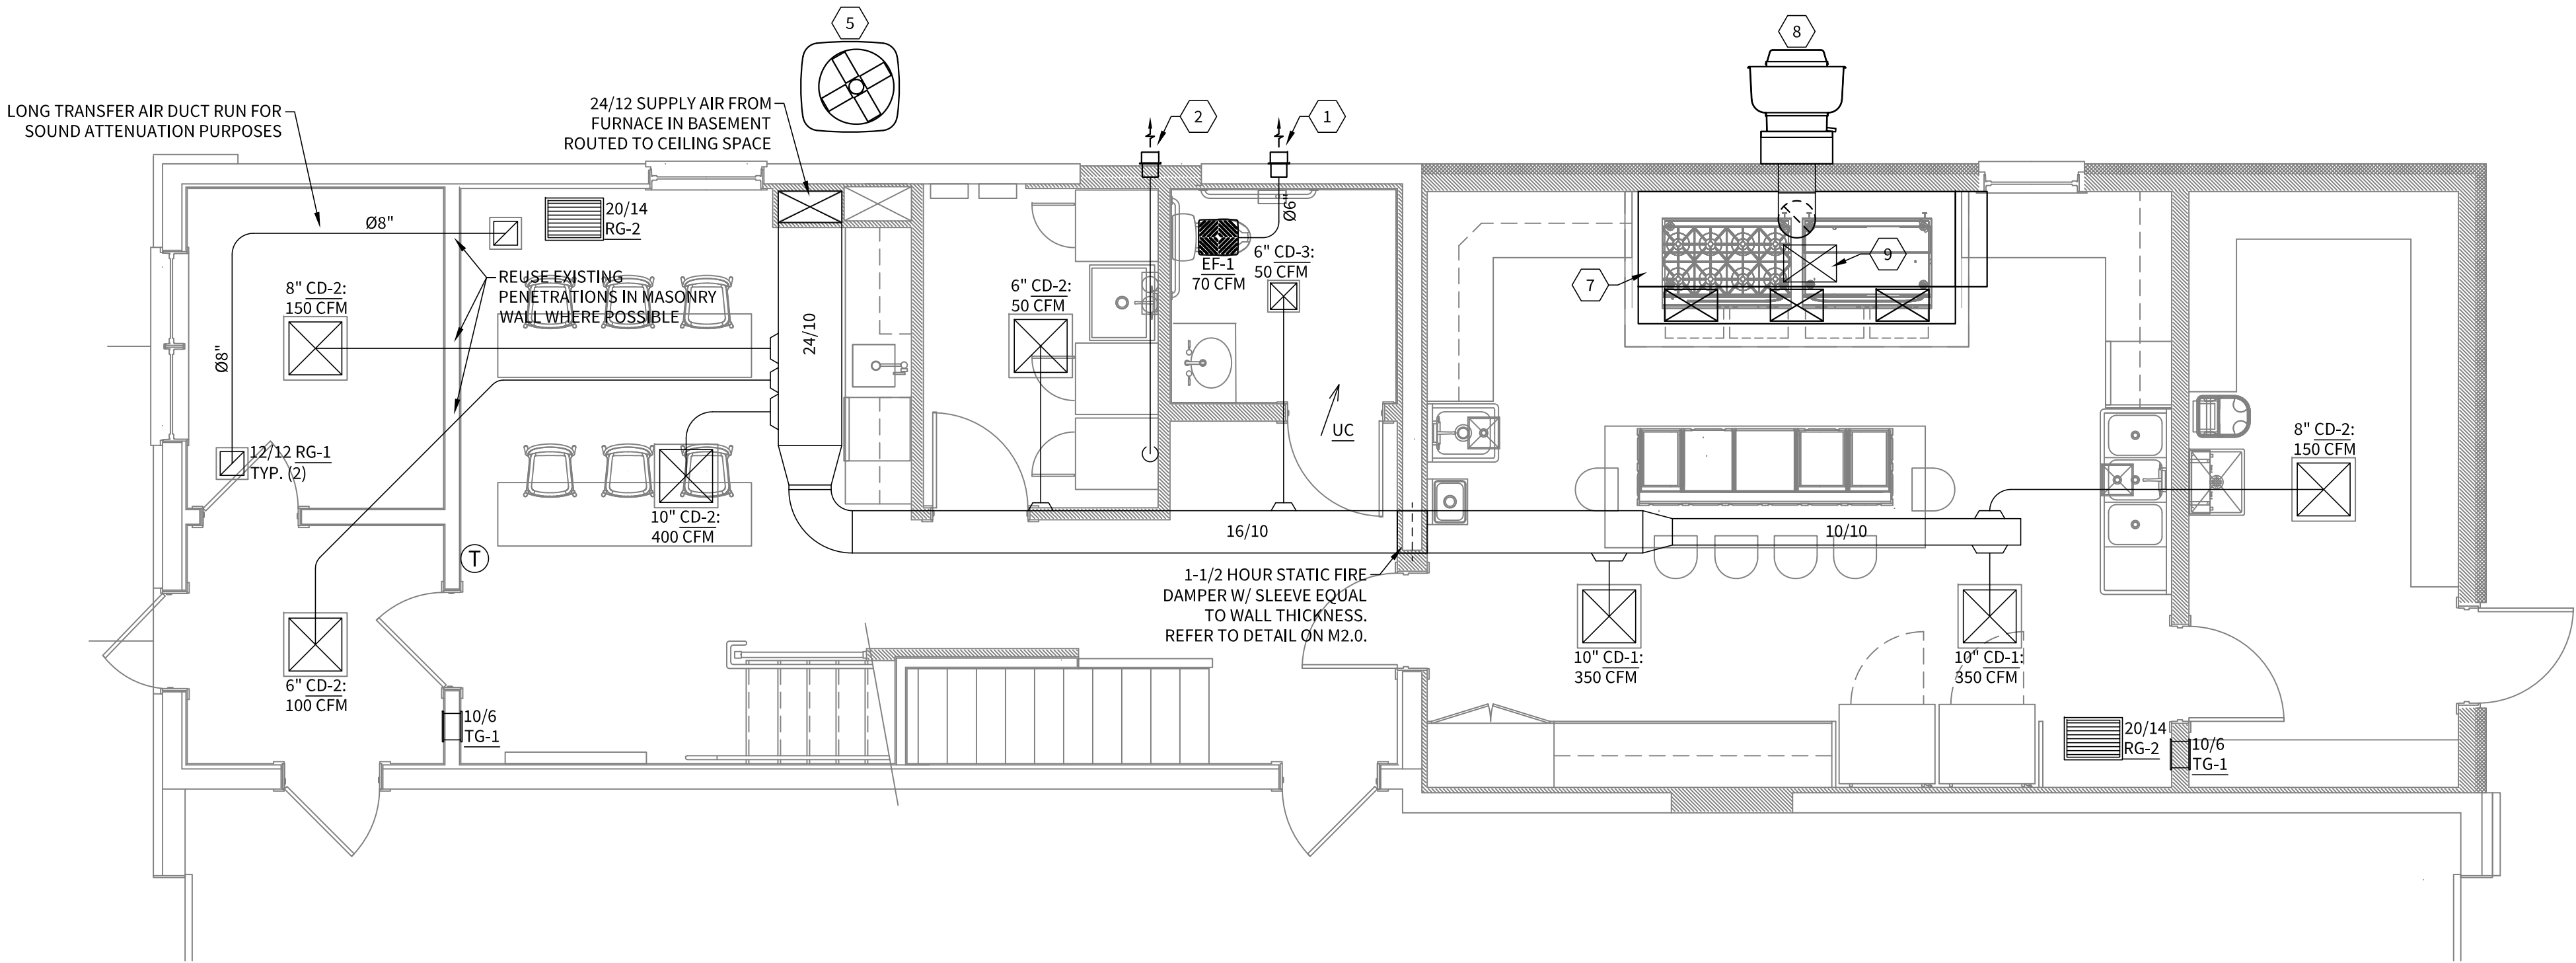 5
8
LONG TRANSFER AIR DUCT RUN FOR
SOUND ATTENUATION PURPOSES
24/12 SUPPLY AIR FROM
FURNACE IN BASEMENT
ROUTED TO CEILING SPACE
2
1
Ø8"
20/14
RG-2
Ø6"
EF-1
70 CFM
6" CD-3:
50 CFM
9
7
REUSE EXISTING
PENETRATIONS IN MASONRY
WALL WHERE POSSIBLE
8" CD-2:
150 CFM
6" CD-2:
50 CFM
24/10
Ø8"
UC
12/12 RG-1
TYP. (2)
8" CD-2:
150 CFM
10" CD-2:
400 CFM
16/10
10/10
T
1-1/2 HOUR STATIC FIRE
DAMPER W/ SLEEVE EQUAL
TO WALL THICKNESS.
REFER TO DETAIL ON M2.0.
6" CD-2:
100 CFM
10" CD-1:
350 CFM
10" CD-1:
350 CFM
10/6
TG-1
20/14
RG-2
10/6
TG-1